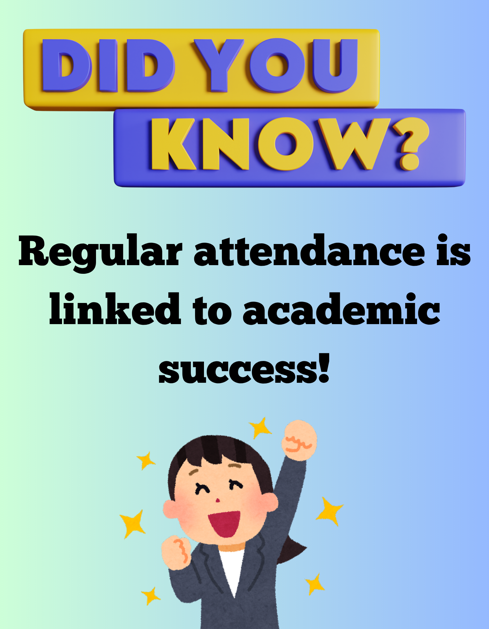 DID YOU
KNOW?
Regular attendance is
linked to academic
success!